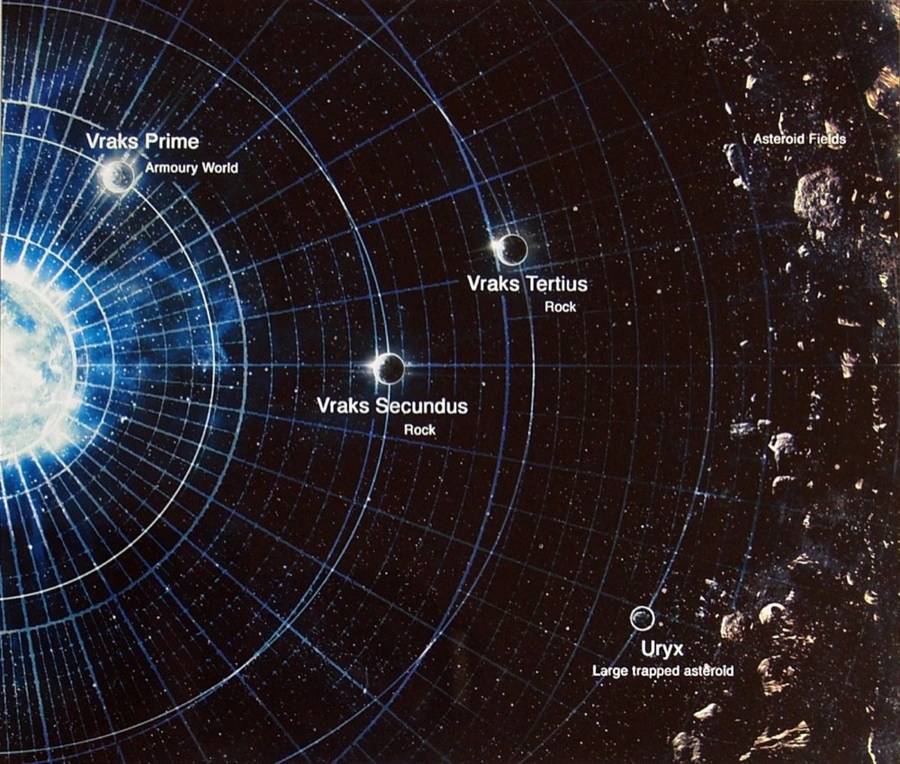 Vraks Prime
Armoury World
Asteroid Fields
Vraks Tertius
Rock
Vraks Secundus
Rock
Uryx
Large trapped asteroid